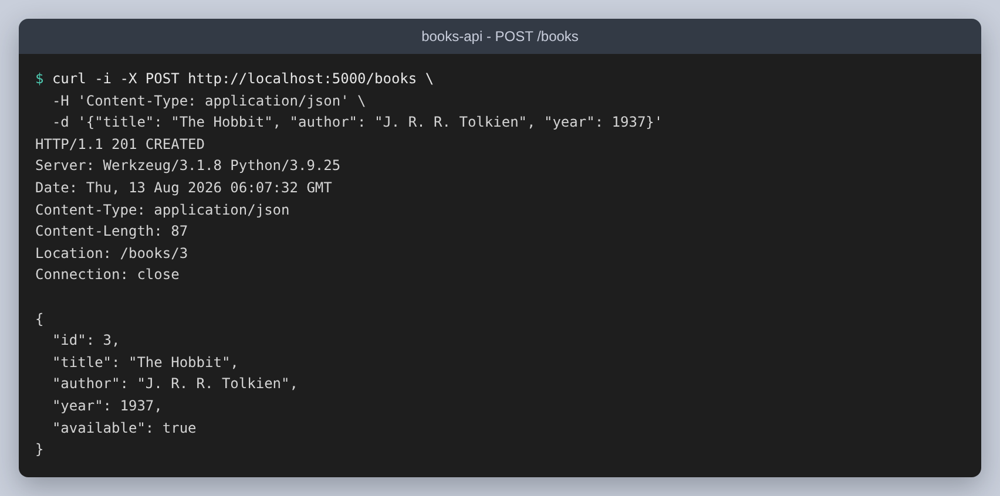 books-api - POST /books
$ curl -i -X POST http://localhost:5000/books \
  -H 'Content-Type: application/json' \
  -d '{"title": "The Hobbit", "author": "J. R. R. Tolkien", "year": 1937}'
HTTP/1.1 201 CREATED
Server: Werkzeug/3.1.8 Python/3.9.25
Date: Thu, 13 Aug 2026 06:07:32 GMT
Content-Type: application/json
Content-Length: 87
Location: /books/3
Connection: close

{
  "id": 3,
  "title": "The Hobbit",
  "author": "J. R. R. Tolkien",
  "year": 1937,
  "available": true
}